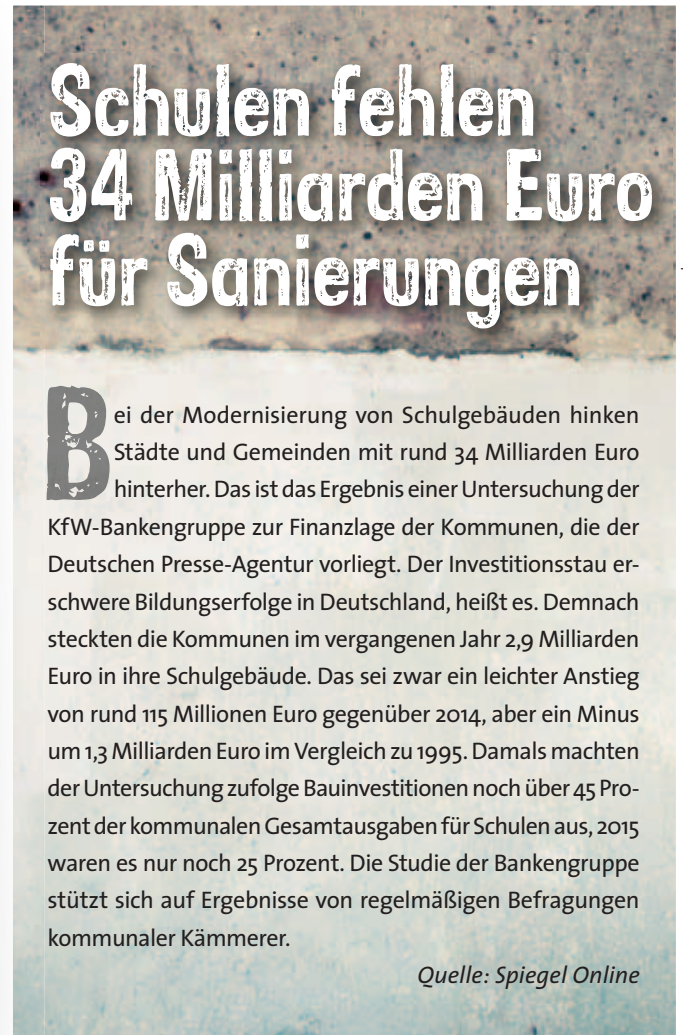 Schulen fehlen
34 Milliarden Euro
für Sanierungen
Bei der Modernisierung von Schulgebäuden hinken
Städte und Gemeinden mit rund 34 Milliarden Euro
hinterher. Das ist das Ergebnis einer Untersuchung der
KfW-Bankengruppe zur Finanzlage der Kommunen, die der
Deutschen Presse-Agentur vorliegt. Der Investitionsstau er-
schwere Bildungserfolge in Deutschland, heißt es. Demnach
steckten die Kommunen im vergangenen Jahr 2,9 Milliarden
Euro in ihre Schulgebäude. Das sei zwar ein leichter Anstieg
von rund 115 Millionen Euro gegenüber 2014, aber ein Minus
um 1,3 Milliarden Euro im Vergleich zu 1995. Damals machten
der Untersuchung zufolge Bauinvestitionen noch über 45 Pro-
zent der kommunalen Gesamtausgaben für Schulen aus, 2015
waren es nur noch 25 Prozent. Die Studie der Bankengruppe
stützt sich auf Ergebnisse von regelmäßigen Befragungen
kommunaler Kämmerer.
Quelle: Spiegel Online